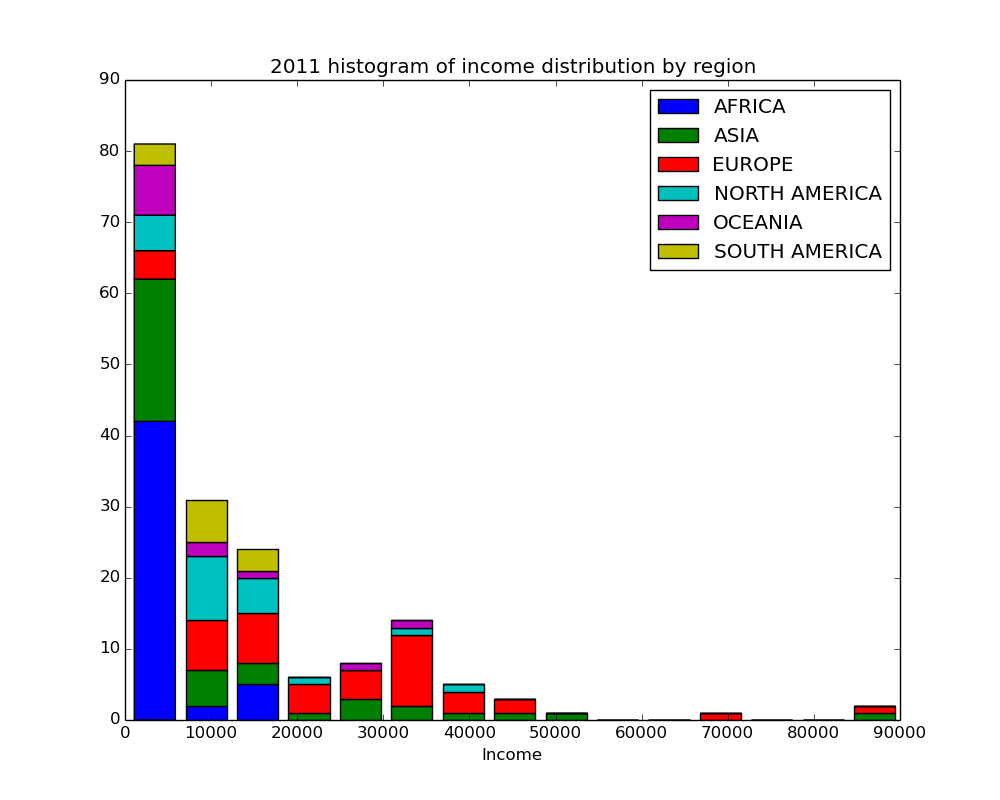 2011 histogram of income distribution by region
90
80
70
60
50
40
30
20
10
0
AFRICA
ASIA
EUROPE
NORTH AMERICA
OCEANIA
SOUTH AMERICA
0 10000 20000 30000 40000 50000 60000 70000 80000 90000
Income